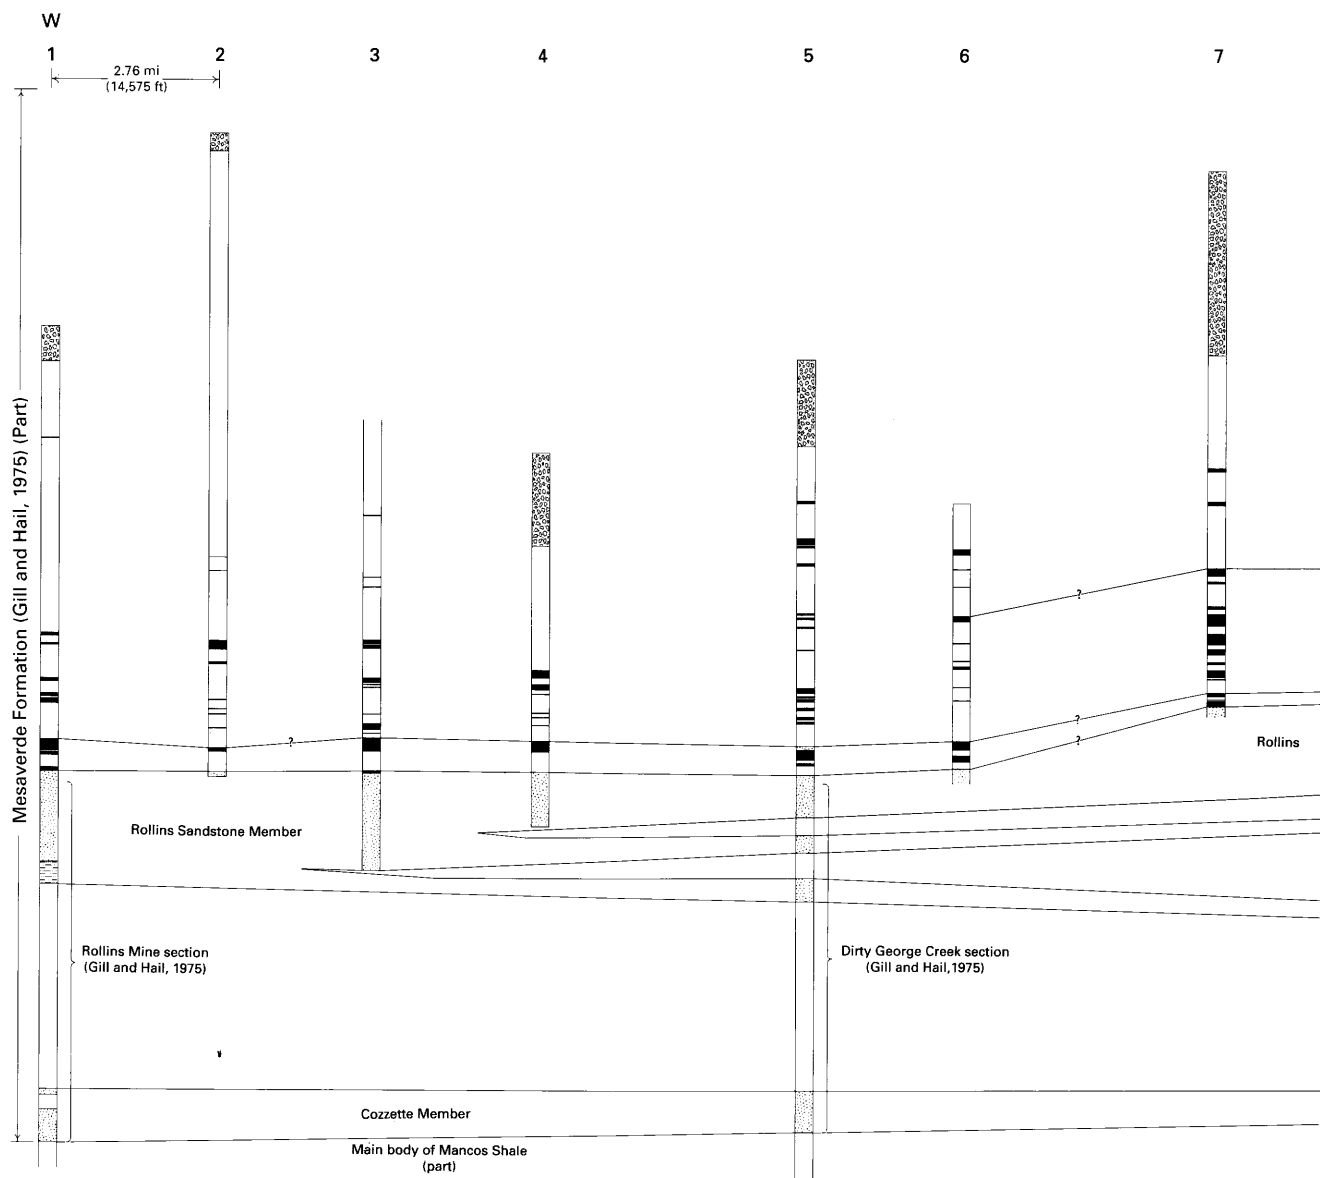 W
1 2 3 4 5 6 7
2.76 mi
(14,575 ft)
Mesaverde Formation (Gill and Hail, 1975) (Part)
?
?
?
?
Rollins
Rollins Sandstone Member
Rollins Mine section
(Gill and Hail, 1975)
Dirty George Creek section
(Gill and Hail,1975)
Cozzette Member
Main body of Mancos Shale
(part)